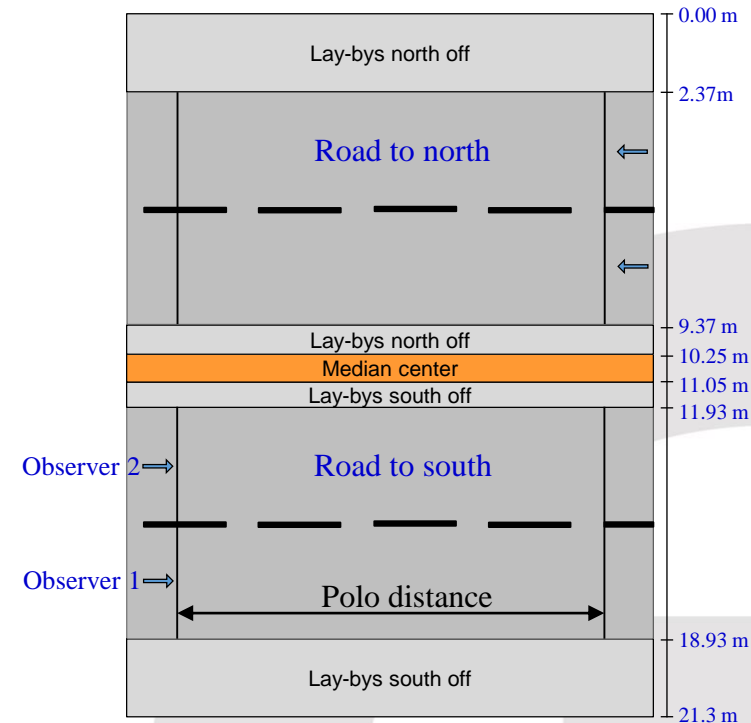 0.00 m
Lay-bys north off
2.37m
Road to north
9.37 m
Lay-bys north off
10.25 m
Median center
11.05 m
Lay-bys south off
11.93 m
Observer 2
Road to south
Observer 1
Polo distance
18.93 m
Lay-bys south off
21.3 m